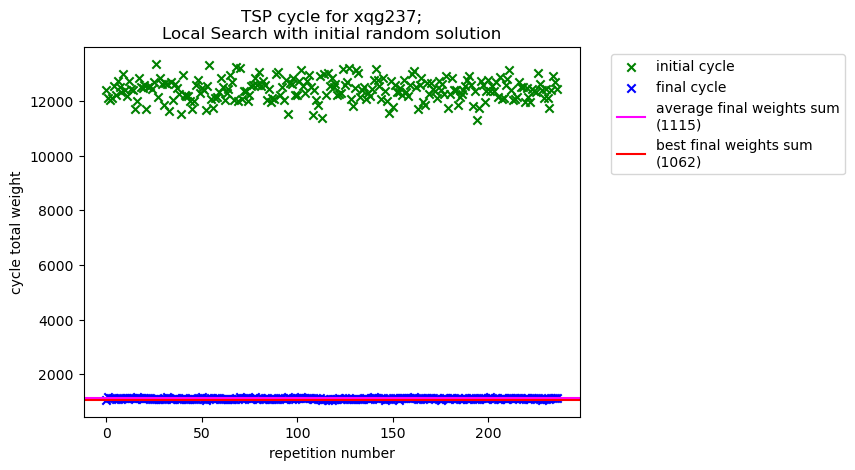 TSP cycle for xqg237;
Local Search with initial random solution
cycle total weight
12000
10000
8000
6000
4000
2000
0
50
100
150
200
repetition number
initial cycle
final cycle
average final weights sum
(1115)
best final weights sum
(1062)